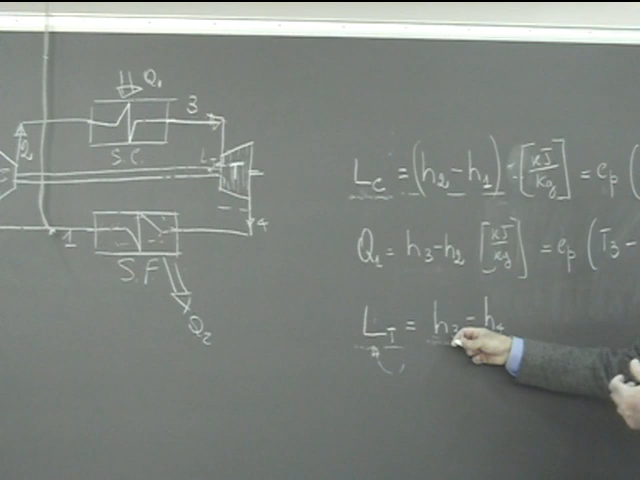 Q₁
3
2
S.C.
C
T
4
1
S.F
Q₂
L_C = (h₂-h₁) = [kJ/kg] = c_p (
Q₁ = h₃-h₂ [kJ/kg] = c_p (T₃ -
L_T = h₃ - h₄